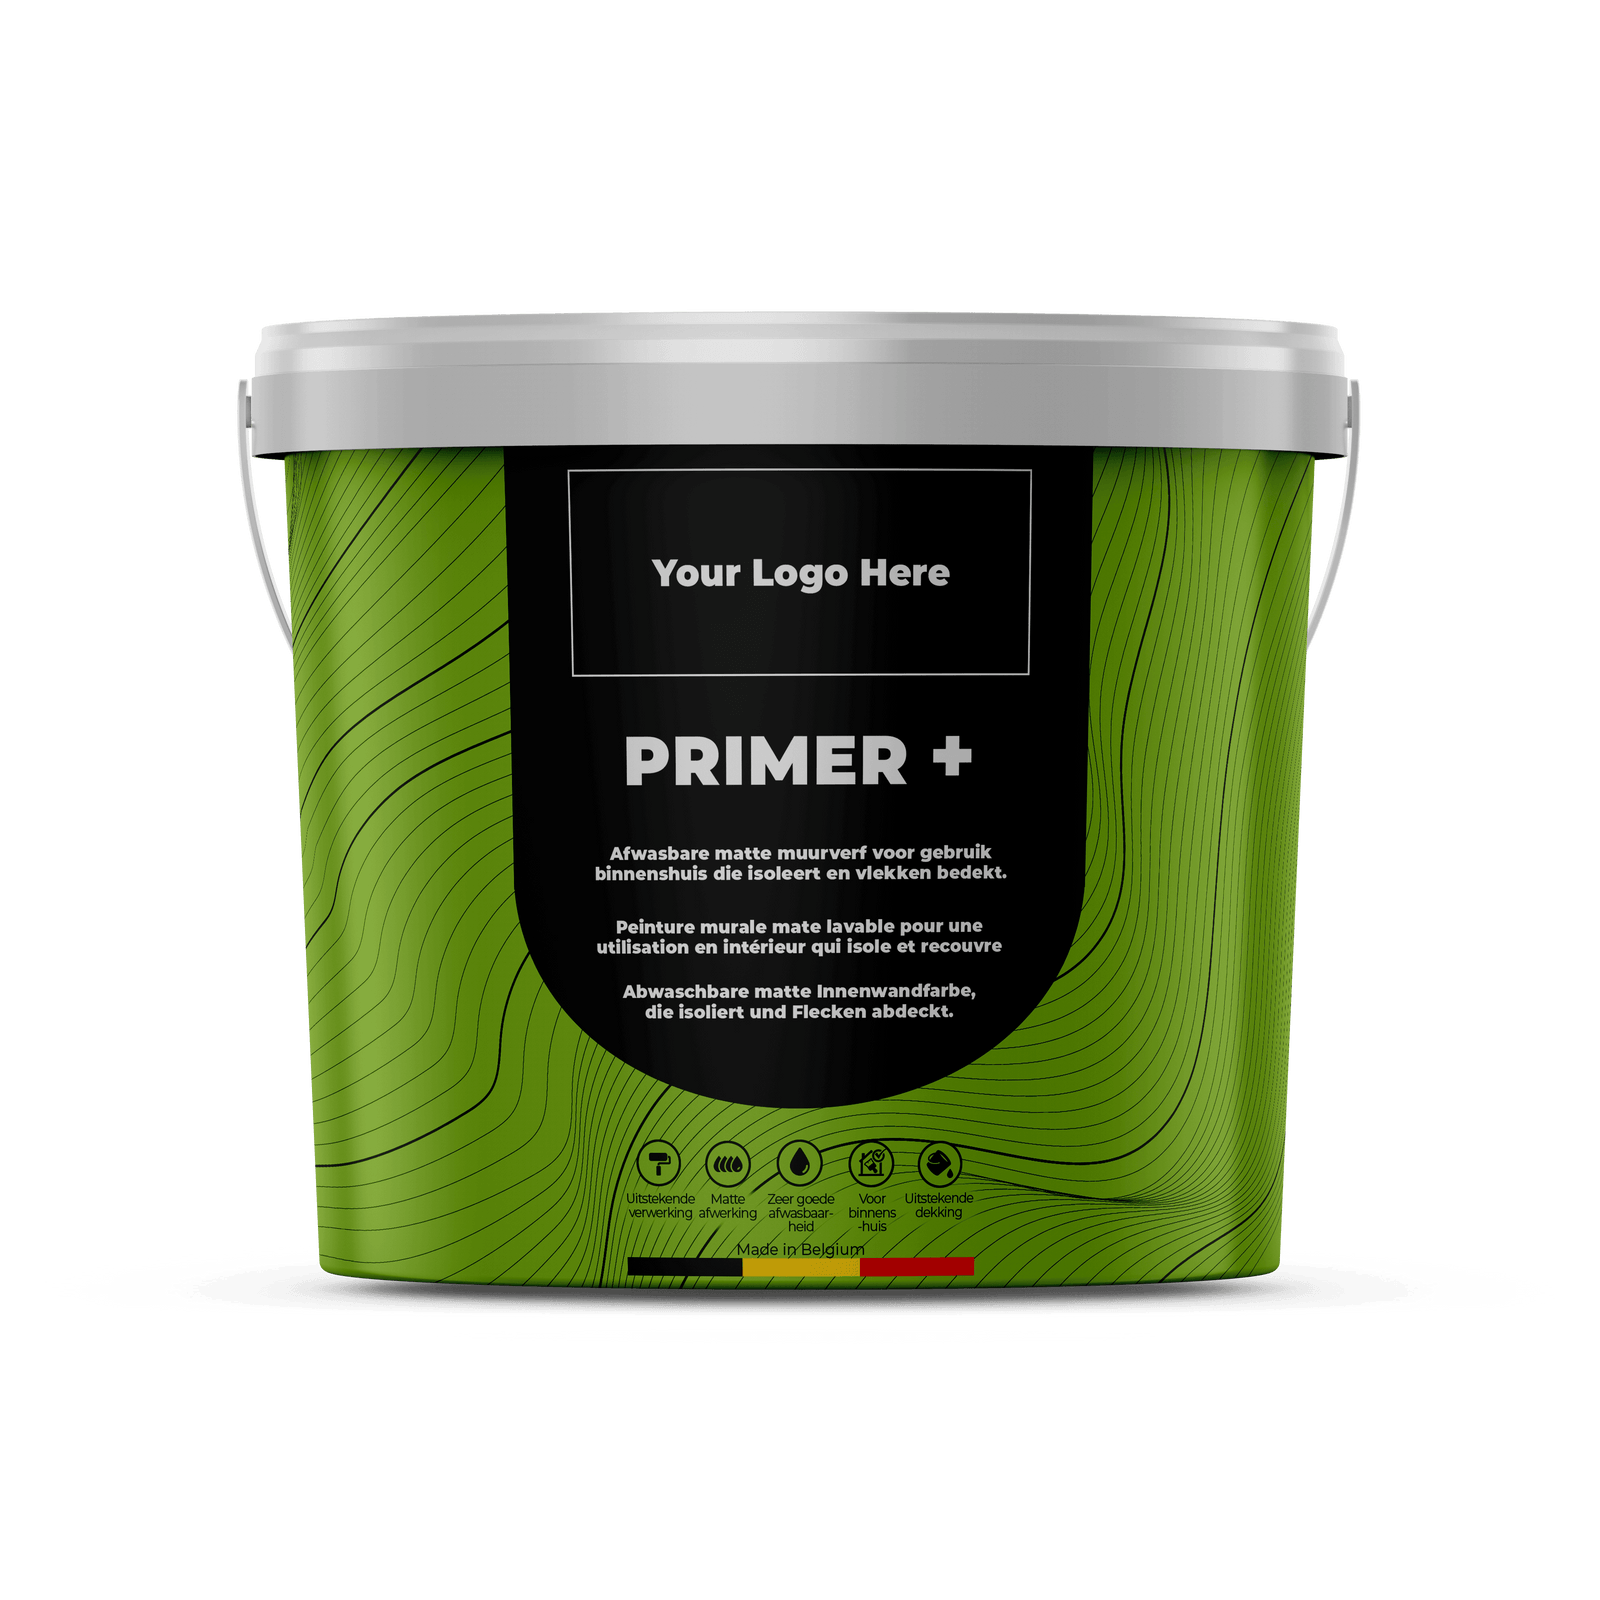 Your Logo Here
PRIMER +
Afwasbare matte muurverf voor gebruik
binnenshuis die isoleert en vlekken bedekt.
Peinture murale mate lavable pour une
utilisation en intérieur qui isole et recouvre
Abwaschbare matte Innenwandfarbe,
die isoliert und Flecken abdeckt.
Uitstekende
verwerking
Matte
afwerking
Zeer goede
afwasbaar-
heid
Voor
binnens
-huis
Uitstekende
dekking
Made in Belgium